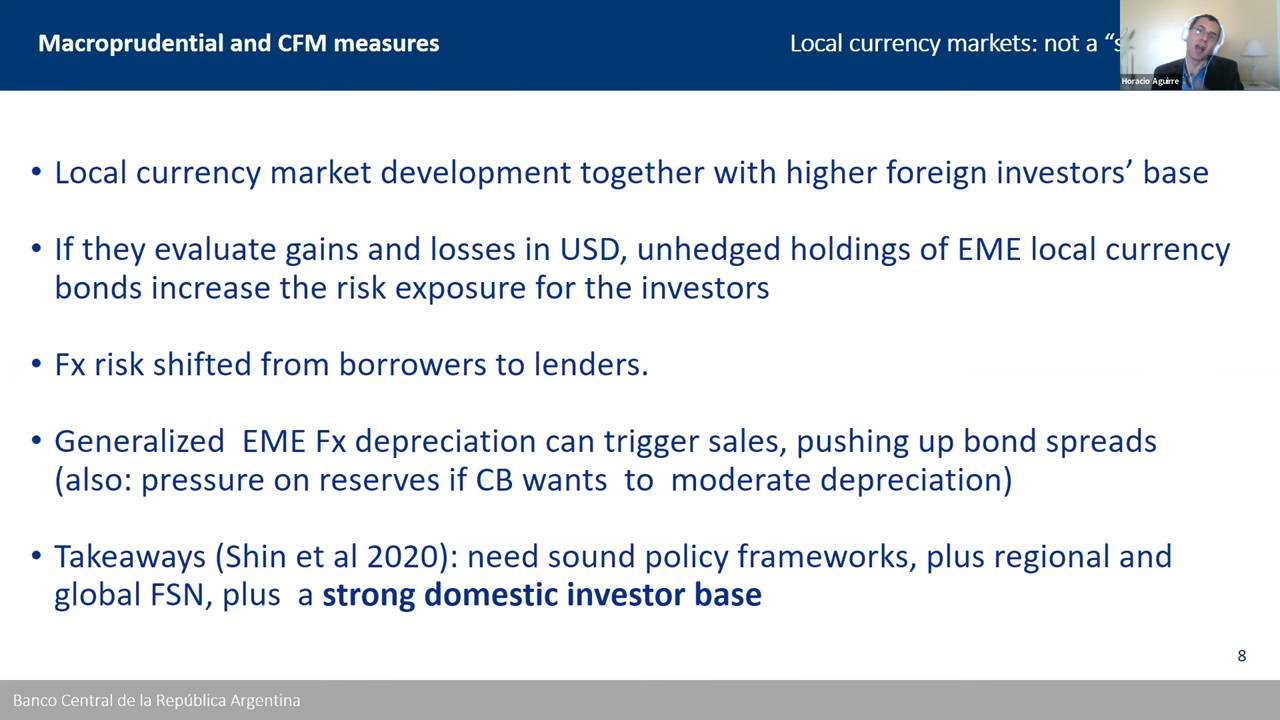 Macroprudential and CFM measures
Local currency markets: not a “s
Horacio Aguirre
• Local currency market development together with higher foreign investors’ base
• If they evaluate gains and losses in USD, unhedged holdings of EME local currency
bonds increase the risk exposure for the investors
• Fx risk shifted from borrowers to lenders.
• Generalized EME Fx depreciation can trigger sales, pushing up bond spreads
(also: pressure on reserves if CB wants to moderate depreciation)
• Takeaways (Shin et al 2020): need sound policy frameworks, plus regional and
global FSN, plus a strong domestic investor base
8
Banco Central de la República Argentina